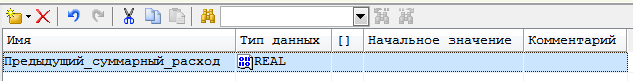 Имя Тип данных [] Начальное значение Комментарий
Предыдущий_суммарный_расход REAL